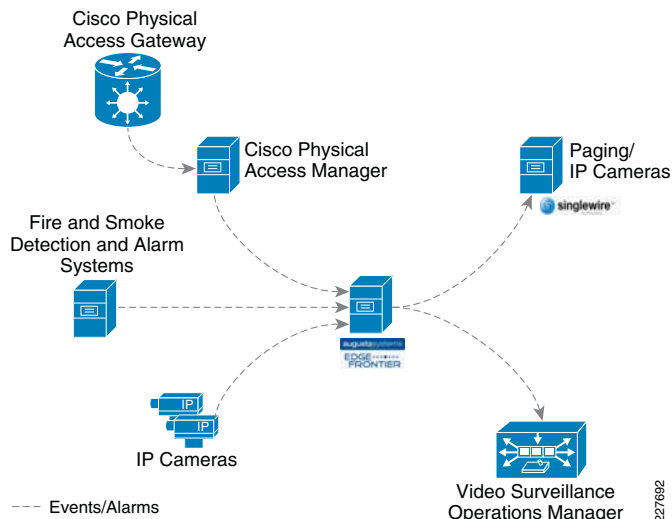 Cisco Physical
Access Gateway
Cisco Physical
Access Manager
Paging/
IP Cameras
singlewire
Fire and Smoke
Detection and Alarm
Systems
augustasystems
EDGE
FRONTIER
IP
IP
IP Cameras
Video Surveillance
Operations Manager
Events/Alarms
227692